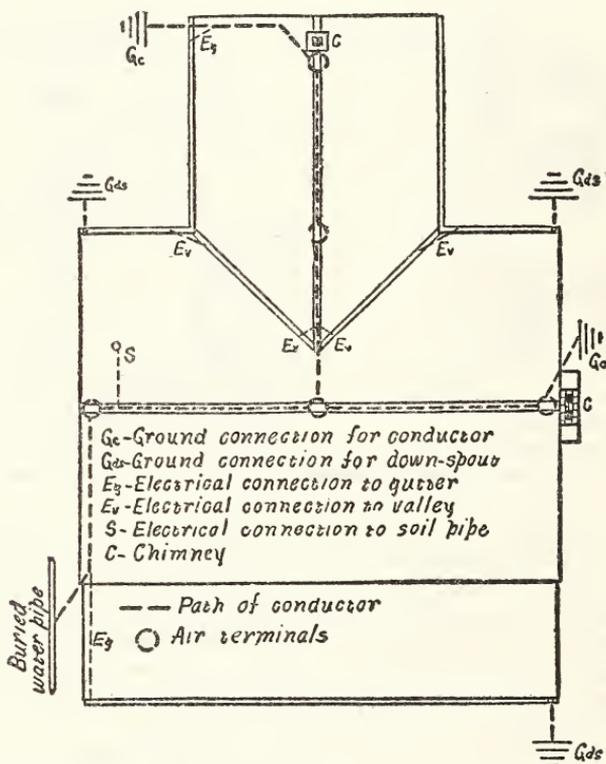 Gc
Eg
C
Gds
Gds
Ev
Ev
Ev
Ev
S
C
Gc-Ground connection for conductor
Gds-Ground connection for down-spout
Eg-Electrical connection to gutter
Ev-Electrical connection to valley
S-Electrical connection to soil pipe
C-Chimney
Path of conductor
Air terminals
Buried
water pipe
Eg
Gds